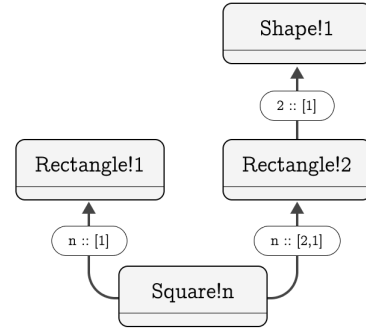 Shape!1
2 :: [1]
Rectangle!1
Rectangle!2
n :: [1]
n :: [2,1]
Square!n